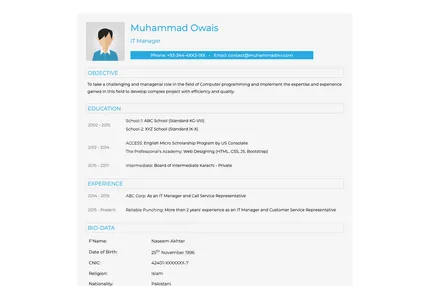 Muhammad Owais
IT Manager
Phone: +92-344-4XX3-1XX - Email: contact@muhammadov.com
OBJECTIVE
To take a challenging and managerial role in the field of Computer programming and implement the expertise and experience
gained in this field to develop complex project with efficiency and quality.
EDUCATION
2002 - 2013
School-1: ABC School (Standard KG-VIII)
School-2: XYZ School (Standard IX-X)
2013 - 2014
ACCESS: English Micro Scholarship Program by US Consolate
The Professional's Academy: Web Designing (HTML, CSS, JS, Bootstrap)
2015 - 2017
Intermediate: Board of Intermediate Karachi - Private
EXPERIENCE
2014 - 2015
ABC Corp: As an IT Manager and Call Service Representative
2015 - Present
Reliable Punching: More than 2 years' experience as an IT Manager and Customer Service Representative
BIO-DATA
F'Name: Naseem Akhtar
Date of Birth: 25th November 1996
CNIC: 42401-XXXXXXX-7
Religion: Islam
Nationality: Pakistani